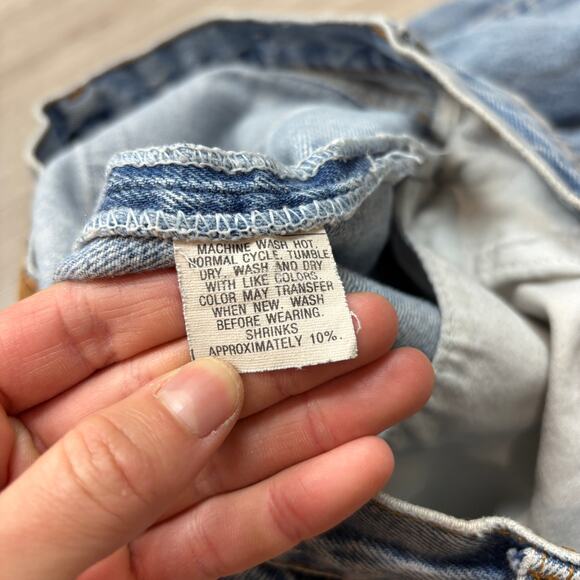 MACHINE WASH HOT,
NORMAL CYCLE. TUMBLE
DRY. WASH AND DRY
WITH LIKE COLORS.
COLOR MAY TRANSFER
WHEN NEW. WASH
BEFORE WEARING.
SHRINKS
APPROXIMATELY 10%.